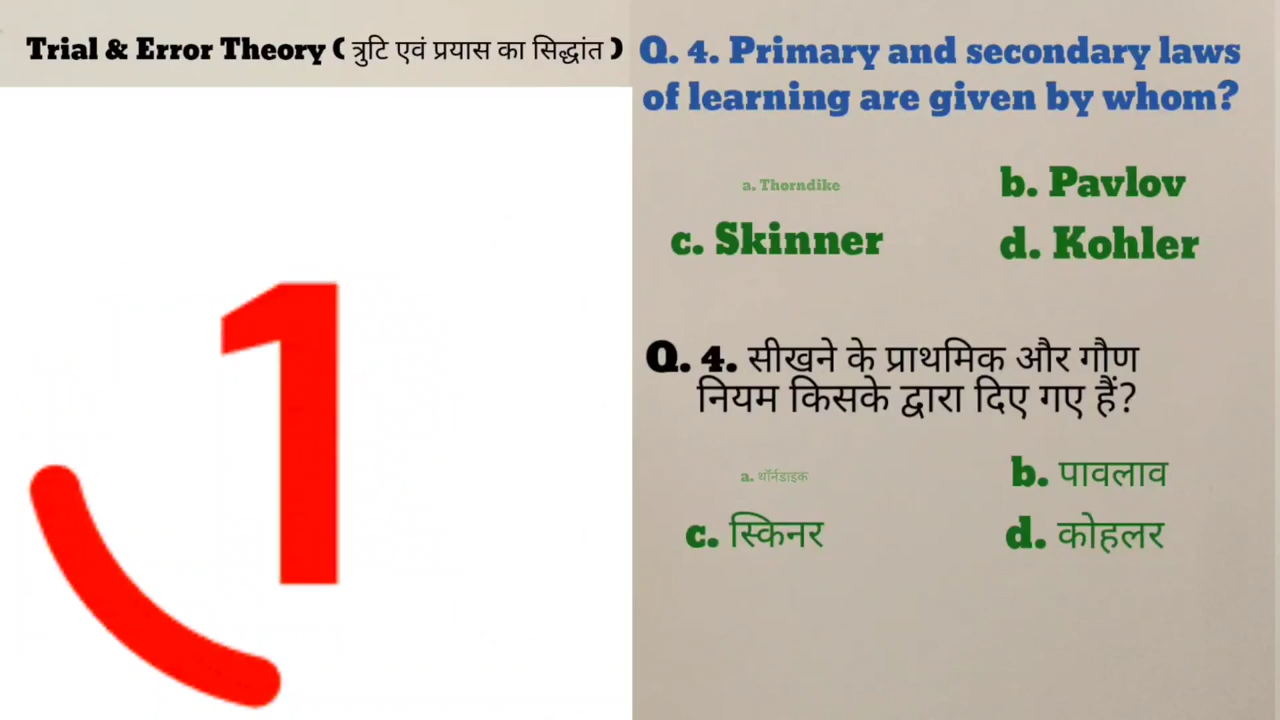 Trial & Error Theory ( त्रुटि एवं प्रयास का सिद्धांत )
1
Q. 4. Primary and secondary laws
of learning are given by whom?
a. Thorndike
b. Pavlov
c. Skinner
d. Kohler
Q. 4. सीखने के प्राथमिक और गौण
नियम किसके द्वारा दिए गए हैं?
a. थॉर्नडाइक
b. पावलाव
c. स्किनर
d. कोहलर